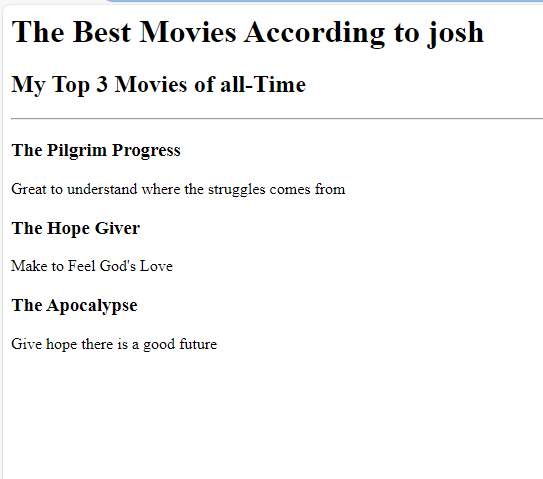 The Best Movies According to josh
My Top 3 Movies of all-Time
The Pilgrim Progress
Great to understand where the struggles comes from
The Hope Giver
Make to Feel God's Love
The Apocalypse
Give hope there is a good future